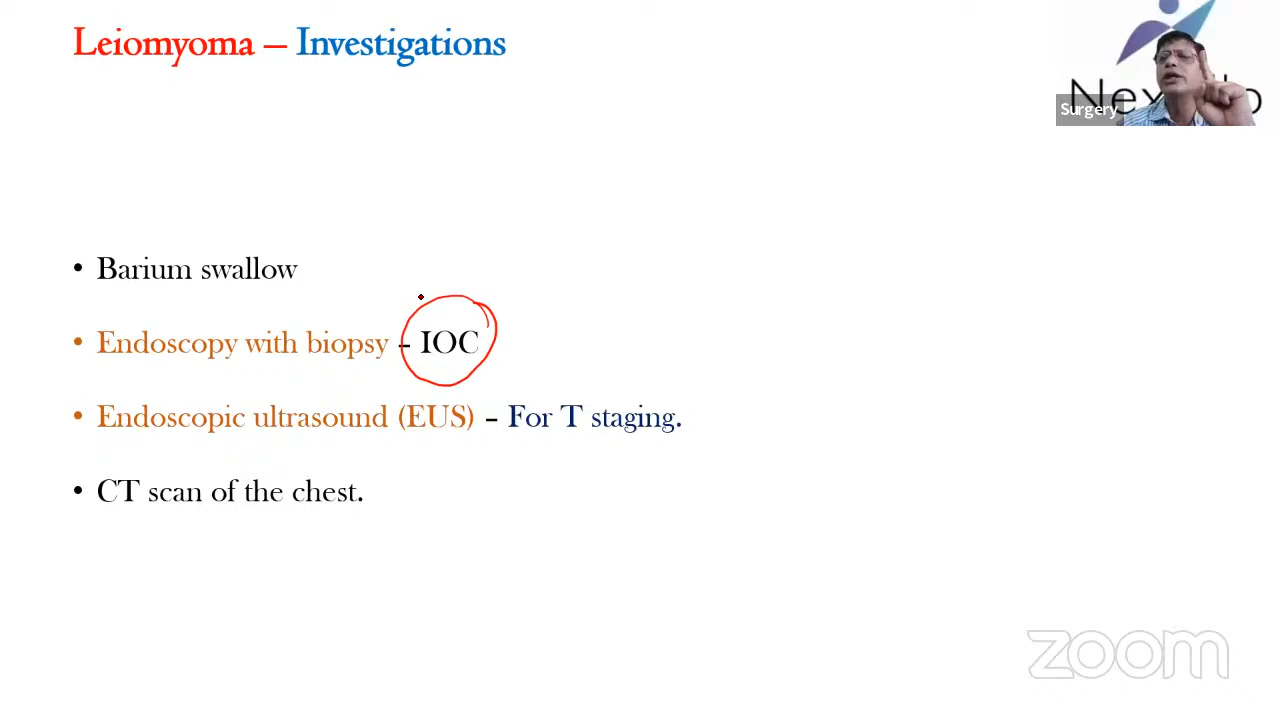 Leiomyoma – Investigations
Surgery
• Barium swallow
• Endoscopy with biopsy – IOC
• Endoscopic ultrasound (EUS) – For T staging.
• CT scan of the chest.
zoom